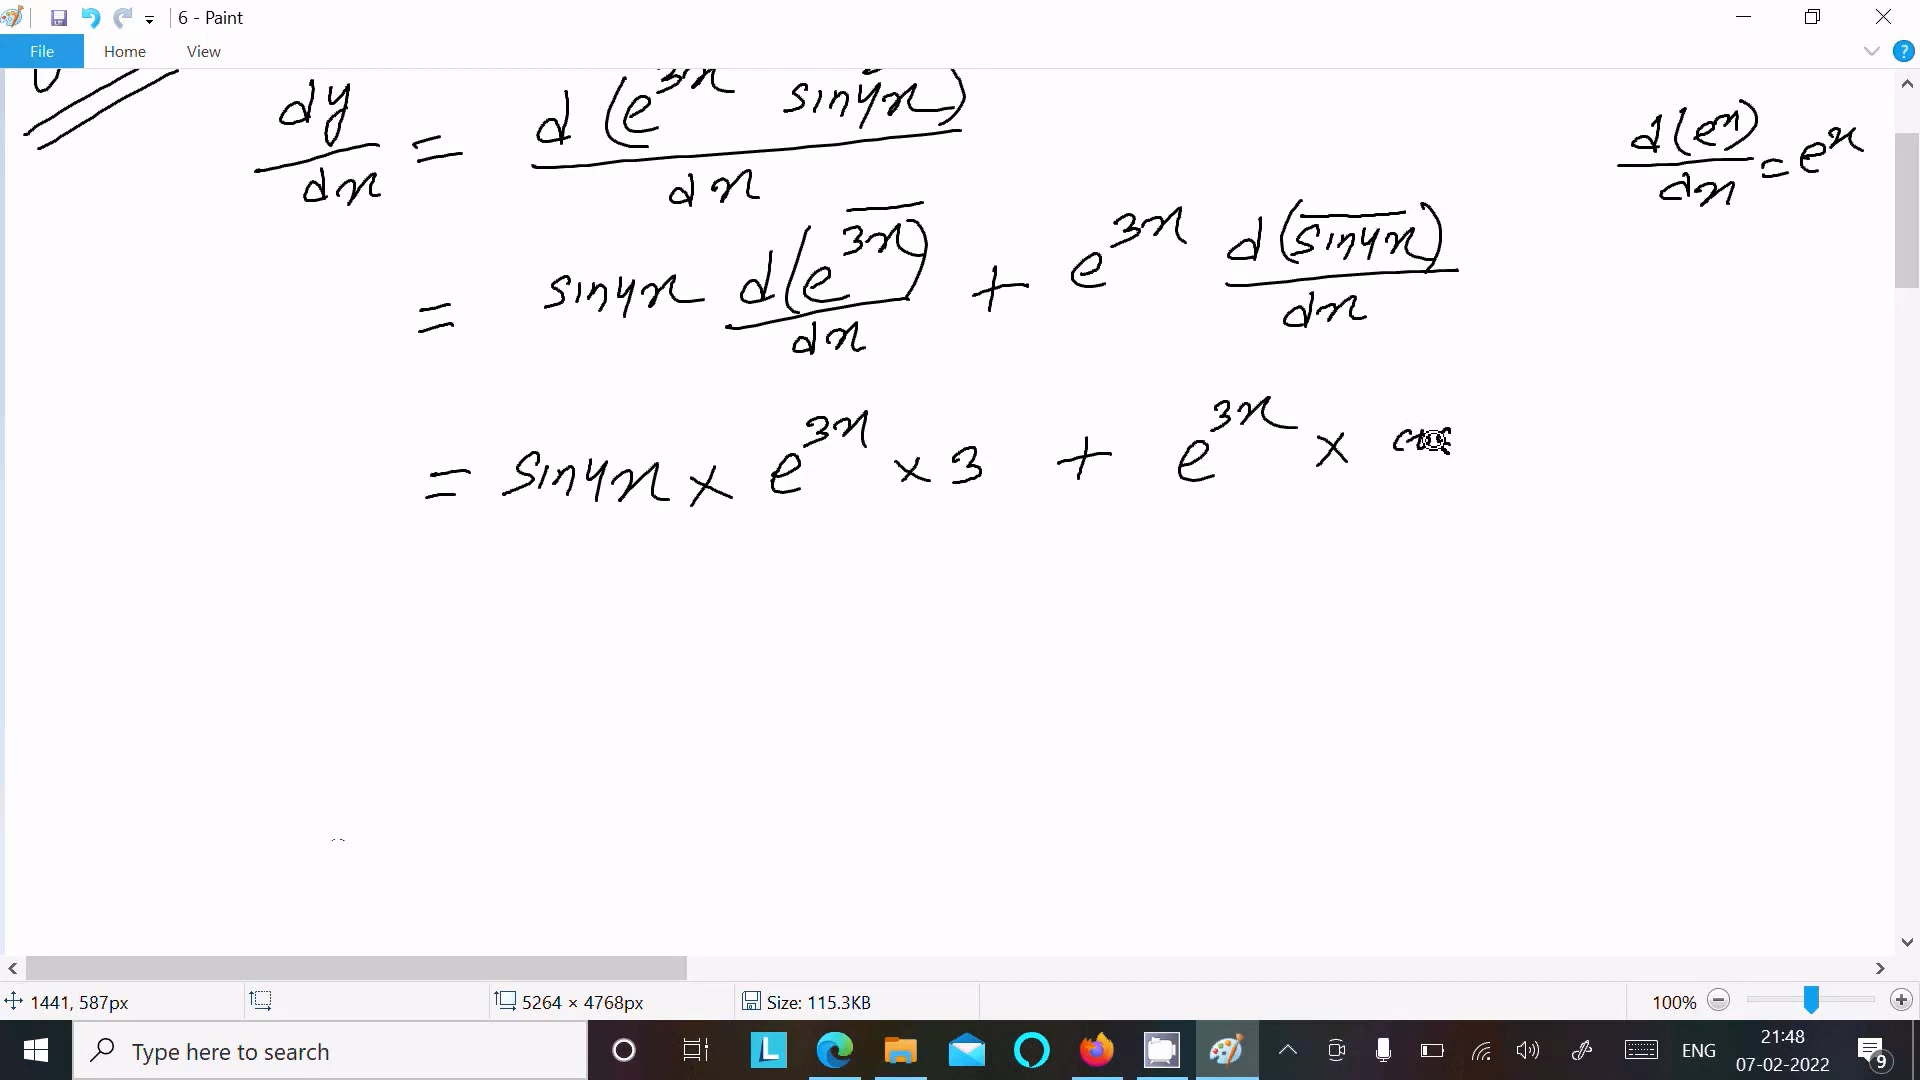 6 - Paint
File Home View
dy/dx = d(e^3x sin4x)/dx
d(e^x)/dx = e^x
= sin4x d(e^3x)/dx + e^3x d(sin4x)/dx
= sin4x × e^3x × 3 + e^3x × cos
1441, 587px 5264 × 4768px Size: 115.3KB 100%
Type here to search
L
ENG
21:48
07-02-2022
9